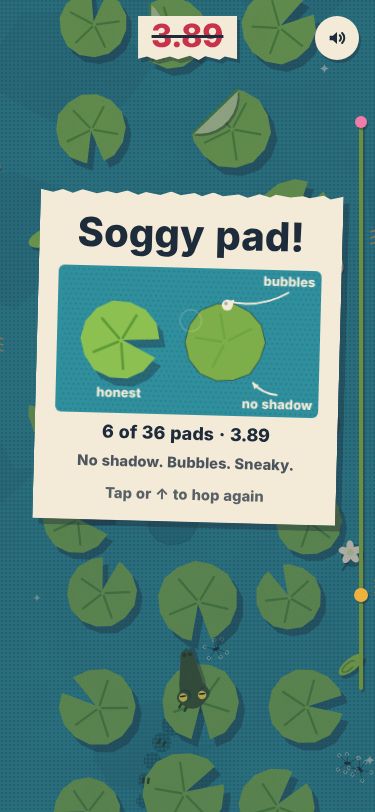 3.89
Soggy pad!
bubbles
honest
no shadow
6 of 36 pads · 3.89
No shadow. Bubbles. Sneaky.
Tap or ↑ to hop again